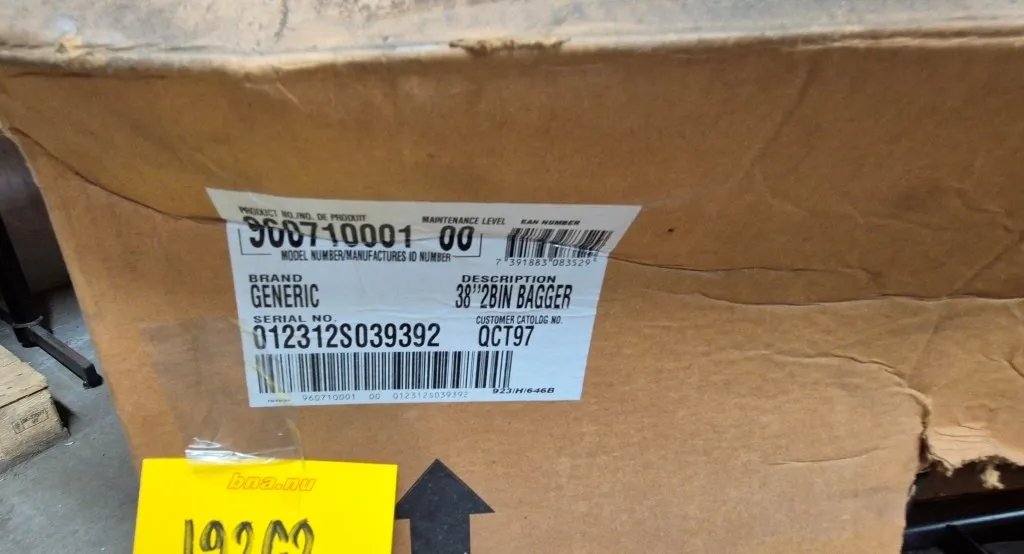 PRODUCT NO./NO. DE PRODUIT MAINTENANCE LEVEL EAN NUMBER
960710001 00
MODEL NUMBER/MANUFACTURES ID NUMBER
7 391883 083529
BRAND DESCRIPTION
GENERIC 38''2BIN BAGGER
SERIAL NO. CUSTOMER CATOLOG NO.
012312S039392 QCT97
923/H/646B
960710001 00 012312S039392
bna.nu